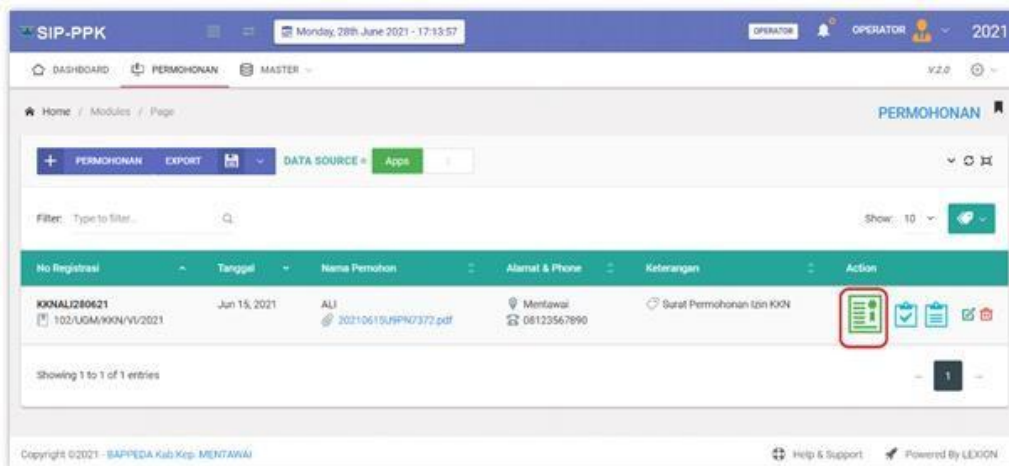 SIP-PPK Monday, 28th June 2021 - 17:13:57 OPERATOR OPERATOR 2021
DASHBOARD PERMOHONAN MASTER V.2.0
Home / Modules / Page PERMOHONAN
+ PERMOHONAN EXPORT DATA SOURCE = Apps
Filter: Type to filter... Show: 10
No Registrasi Tanggal Nama Pemohon Alamat & Phone Keterangan Action
KKNALI280621 Jun 15, 2021 ALI Mentawai Surat Permohonan Izin KKN
102/UGM/KKN/VI/2021 20210615U9PN7372.pdf 08123567890
Showing 1 to 1 of 1 entries 1
Copyright ©2021 - BAPPEDA Kab.Kep. MENTAWAI Help & Support Powered By LEXION